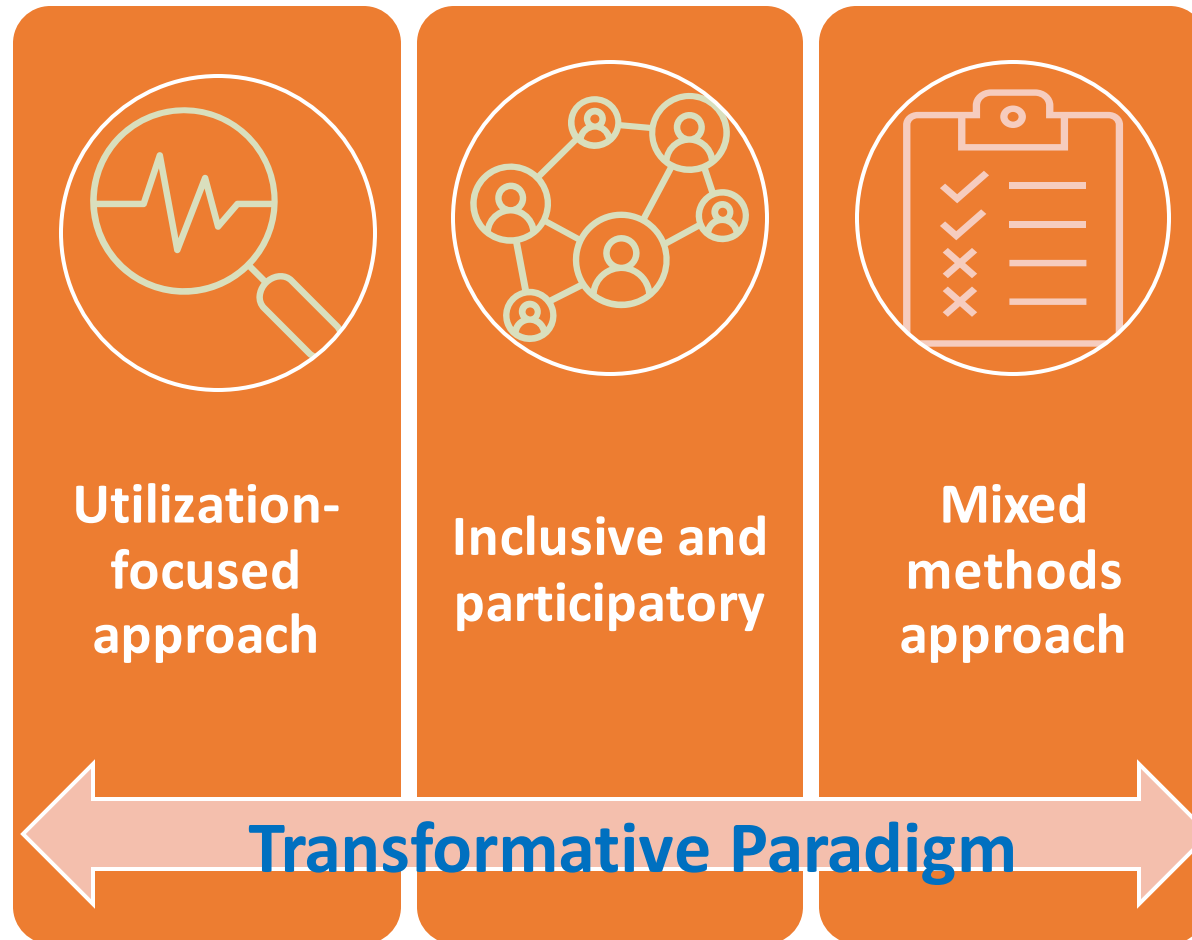 Utilization-
focused
approach
Inclusive and
participatory
Mixed
methods
approach
Transformative Paradigm